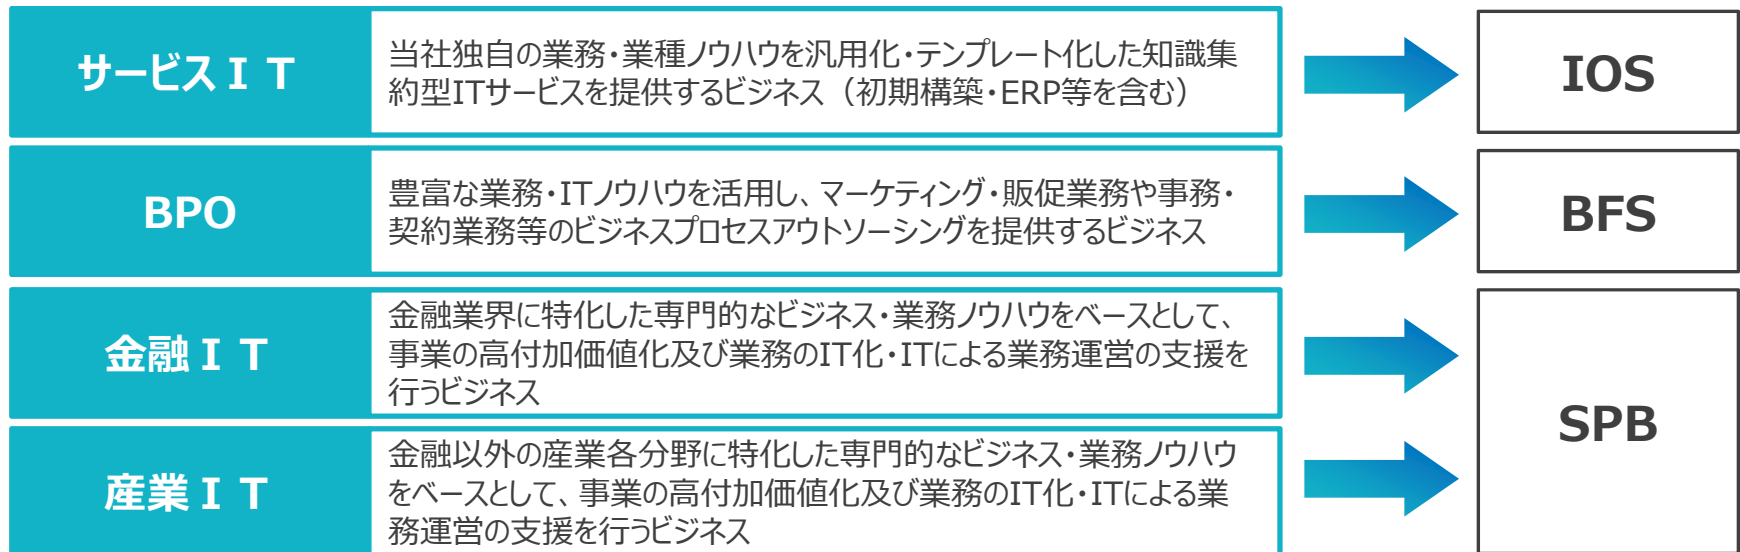 サービスＩＴ
当社独自の業務・業種ノウハウを汎用化・テンプレート化した知識集
約型ITサービスを提供するビジネス（初期構築・ERP等を含む）
IOS
BPO
豊富な業務・ITノウハウを活用し、マーケティング・販促業務や事務・
契約業務等のビジネスプロセスアウトソーシングを提供するビジネス
BFS
金融ＩＴ
金融業界に特化した専門的なビジネス・業務ノウハウをベースとして、
事業の高付加価値化及び業務のIT化・ITによる業務運営の支援を
行うビジネス
SPB
産業ＩＴ
金融以外の産業各分野に特化した専門的なビジネス・業務ノウハウ
をベースとして、事業の高付加価値化及び業務のIT化・ITによる業
務運営の支援を行うビジネス